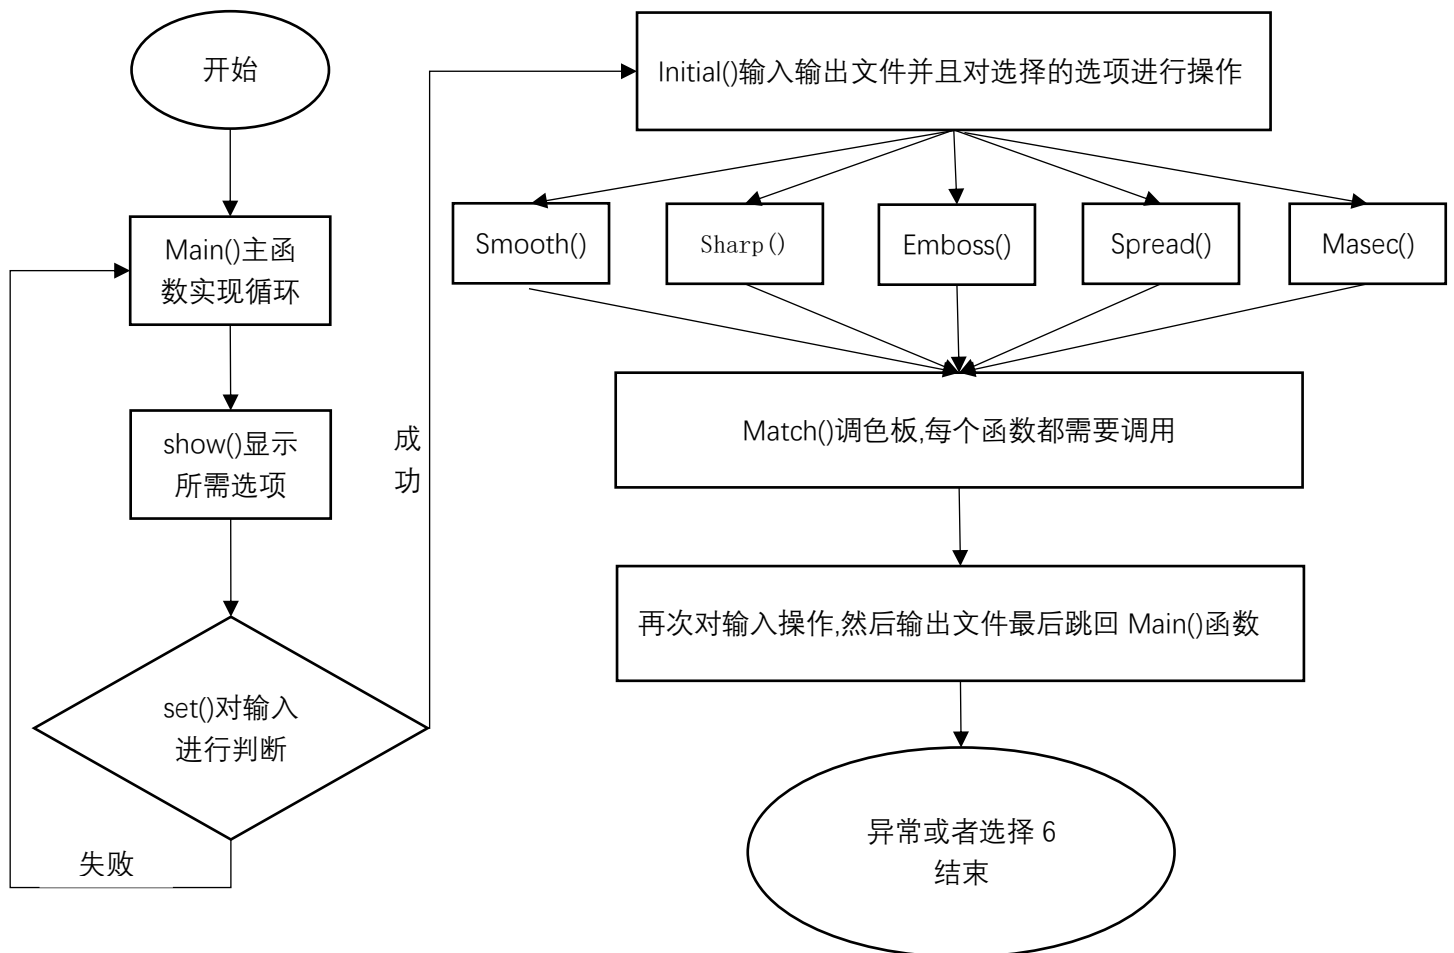 开始
Main()主函
数实现循环
show()显示
所需选项
set()对输入
进行判断
失败
成
功
Initial()输入输出文件并且对选择的选项进行操作
Smooth()
Sharp()
Emboss()
Spread()
Masec()
Match()调色板,每个函数都需要调用
再次对输入操作,然后输出文件最后跳回 Main()函数
异常或者选择 6
结束